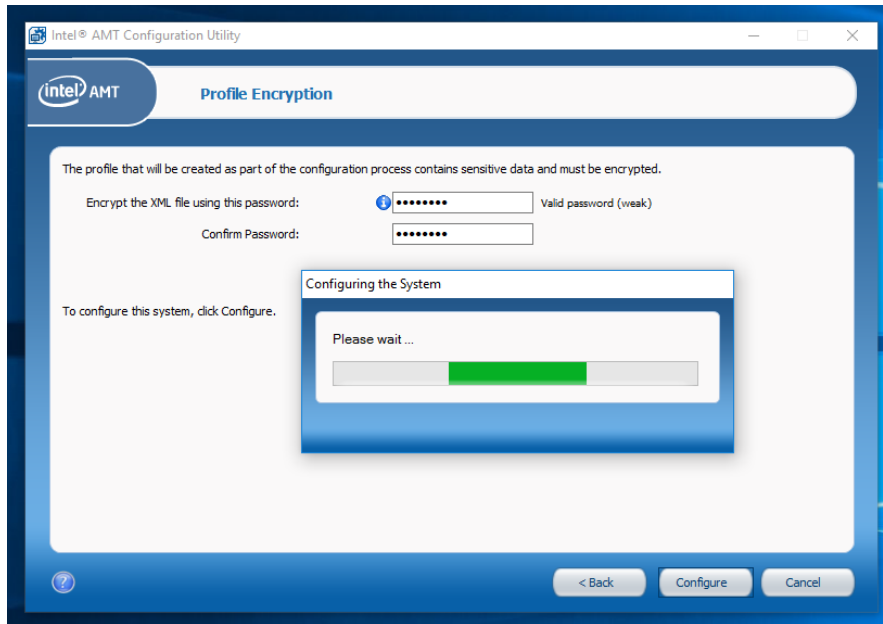 Intel® AMT Configuration Utility
intel AMT
Profile Encryption
The profile that will be created as part of the configuration process contains sensitive data and must be encrypted.
Encrypt the XML file using this password: •••••••• Valid password (weak)
Confirm Password: ••••••••
Configuring the System
To configure this system, click Configure.
Please wait ...
< Back Configure Cancel